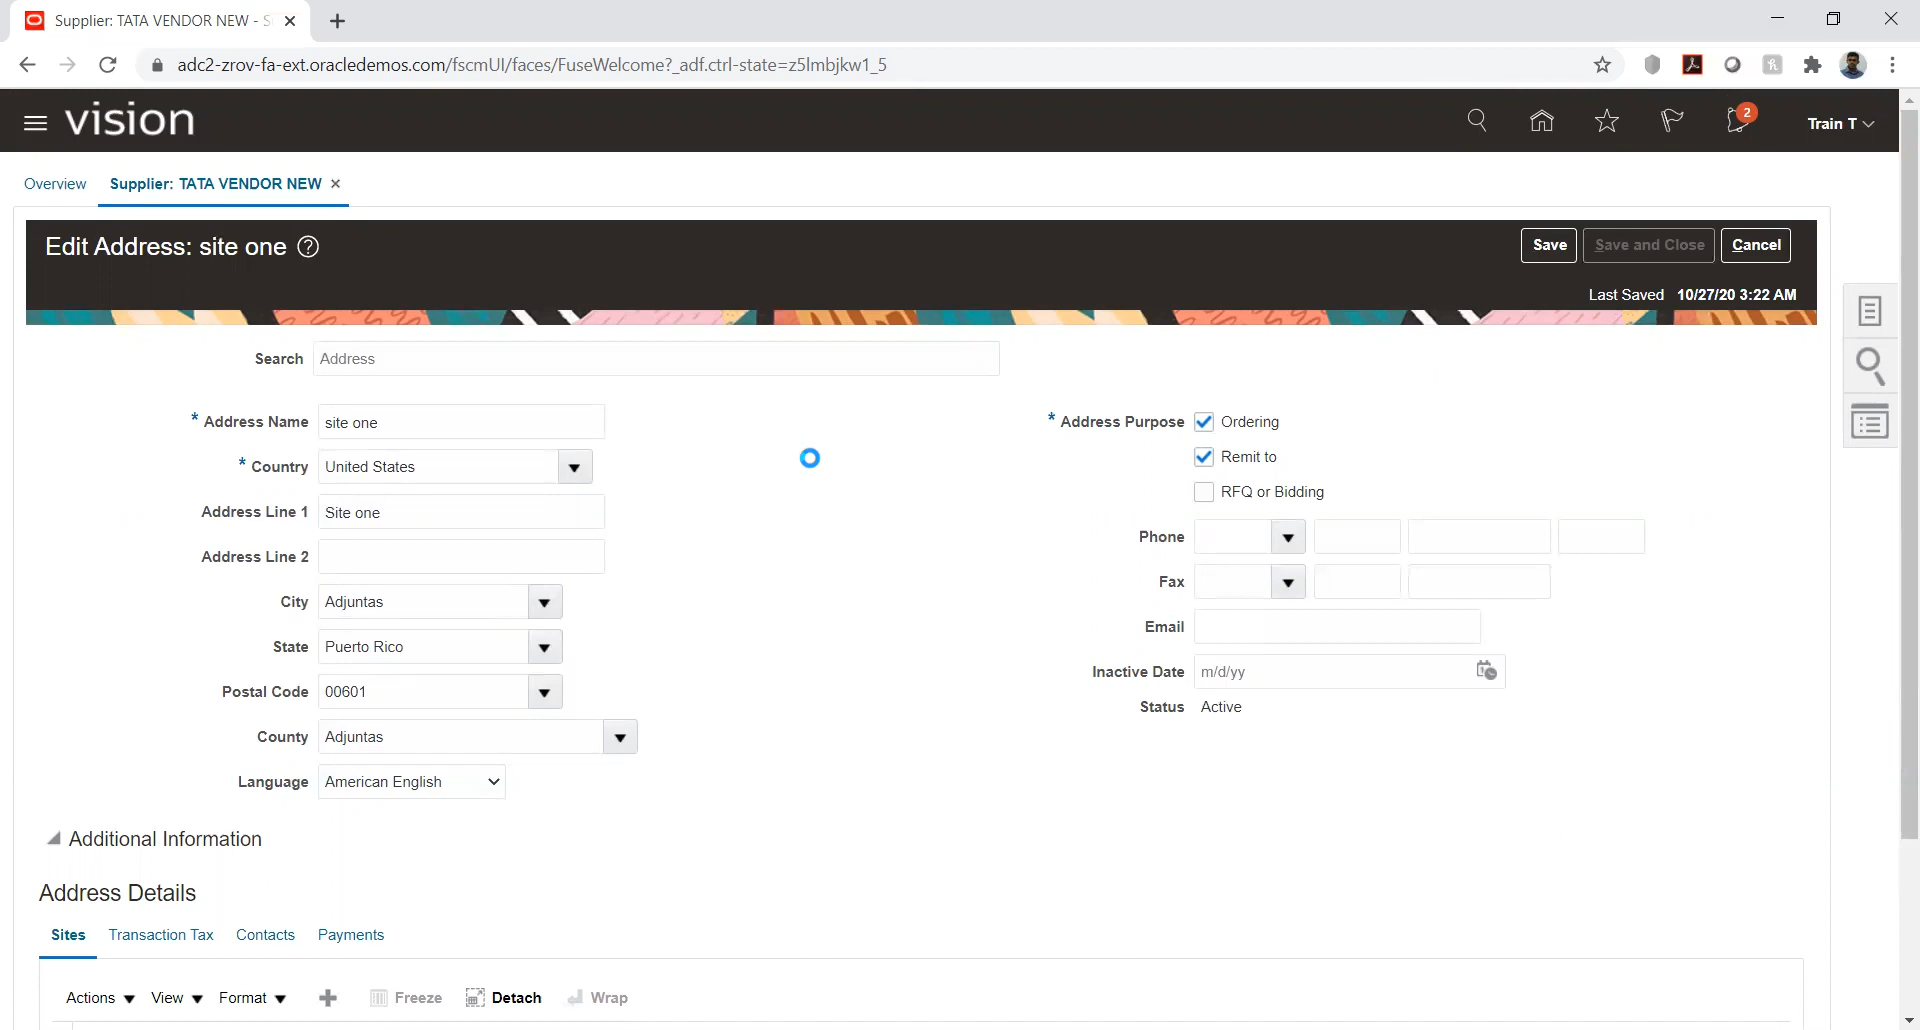 Supplier: TATA VENDOR NEW - S
adc2-zrov-fa-ext.oracledemos.com/fscmUI/faces/FuseWelcome?_adf.ctrl-state=z5lmbjkw1_5
vision
2
Train T
Overview
Supplier: TATA VENDOR NEW
Edit Address: site one
Save
Save and Close
Cancel
Last Saved 10/27/20 3:22 AM
Search Address
* Address Name site one
* Country United States
Address Line 1 Site one
Address Line 2
City Adjuntas
State Puerto Rico
Postal Code 00601
County Adjuntas
Language American English
* Address Purpose Ordering
Remit to
RFQ or Bidding
Phone
Fax
Email
Inactive Date m/d/yy
Status Active
Additional Information
Address Details
Sites Transaction Tax Contacts Payments
Actions View Format Freeze Detach Wrap